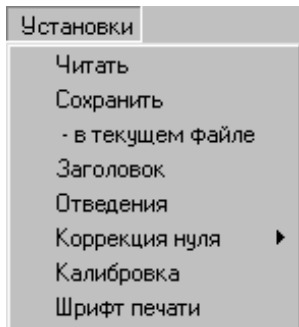 Установки
Читать
Сохранить
- в текущем файле
Заголовок
Отведения
Коррекция нуля
Калибровка
Шрифт печати